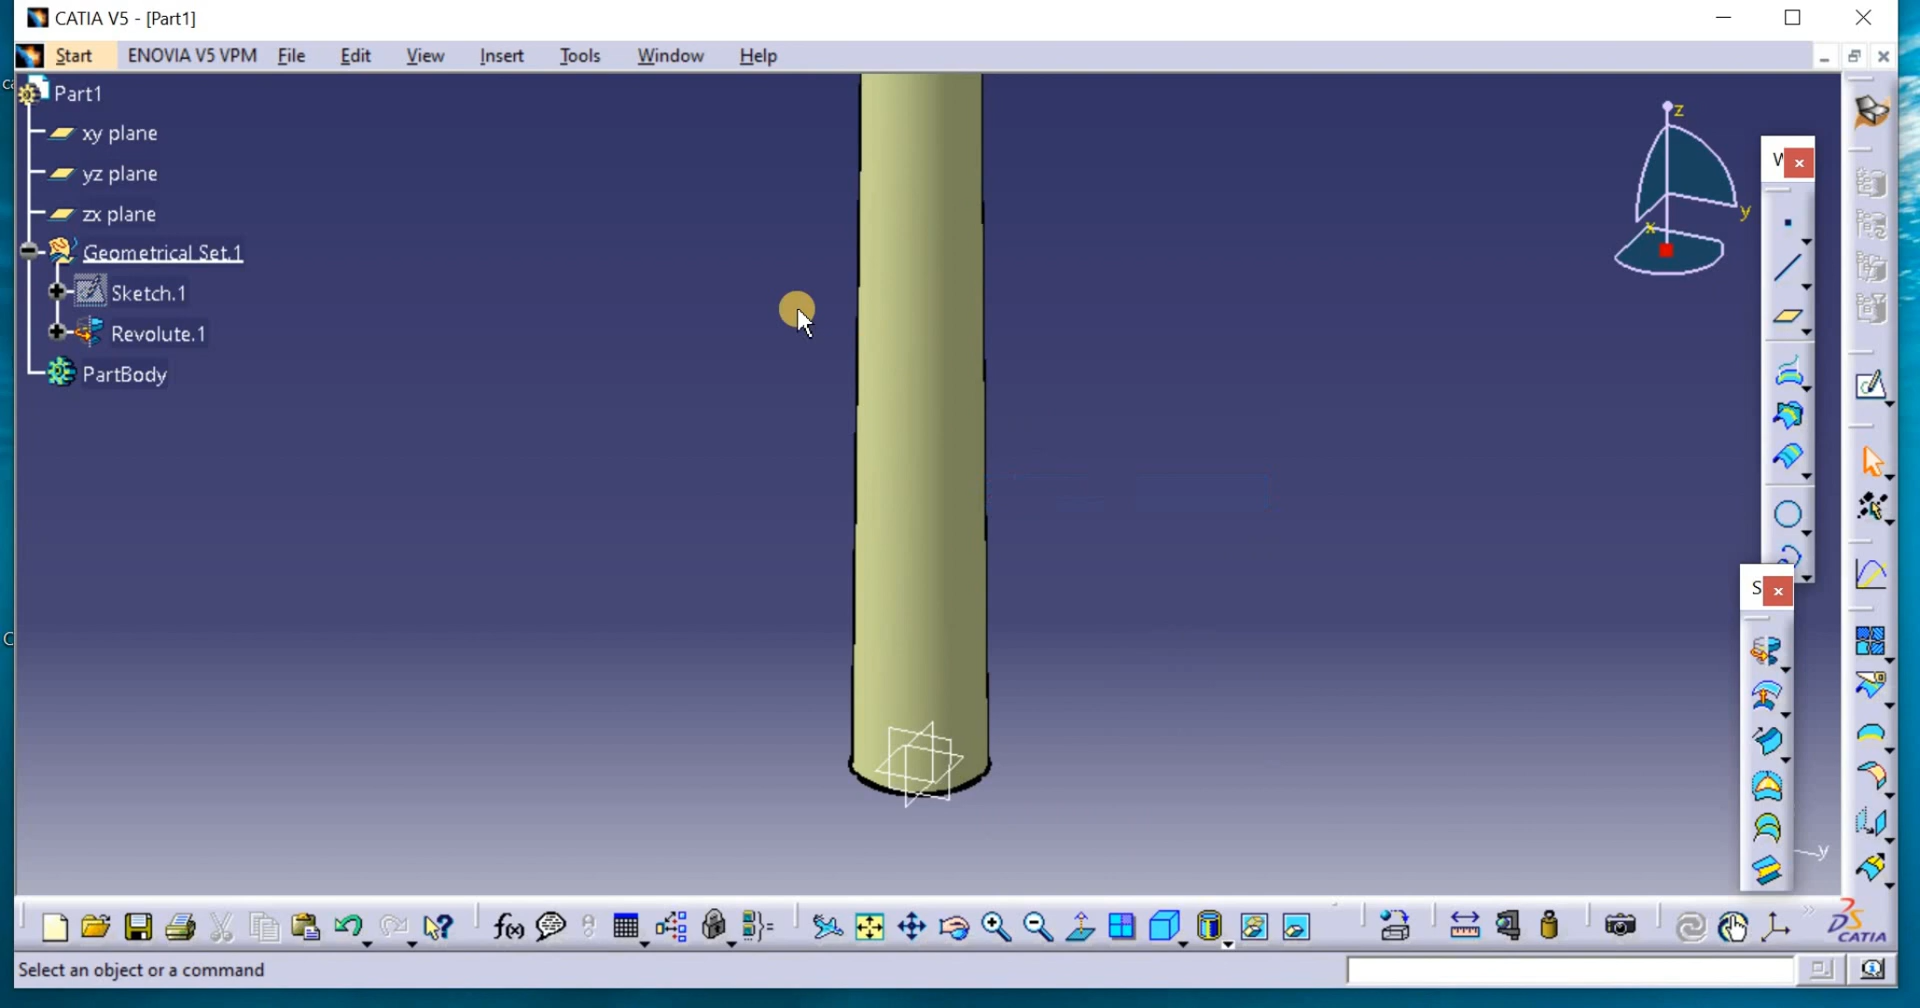 CATIA V5 - [Part1]
Start ENOVIA V5 VPM File Edit View Insert Tools Window Help
Part1
xy plane
yz plane
zx plane
Geometrical Set.1
Sketch.1
Revolute.1
PartBody
z
y
x
W
S
y
f(x)
CATIA
Select an object or a command